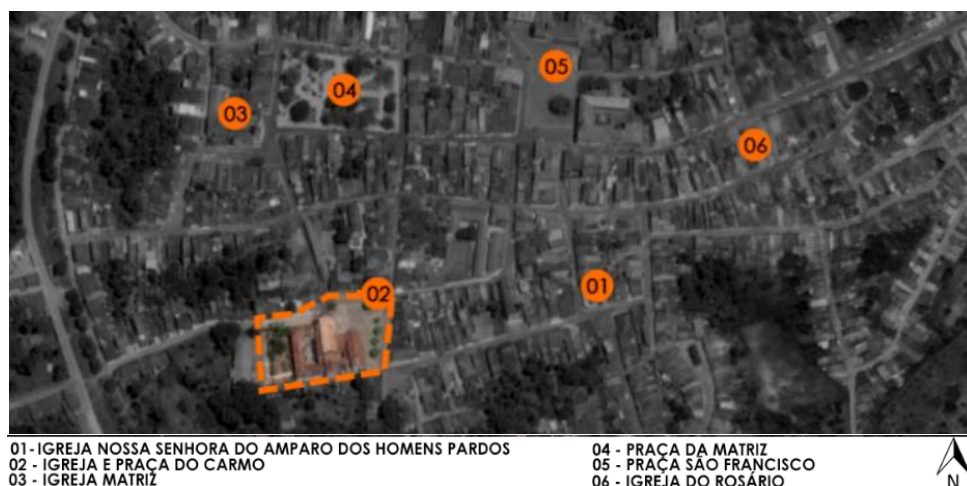 05
04
03
06
02
01
01-IGREJA NOSSA SENHORA DO AMPARO DOS HOMENS PARDOS
02 - IGREJA E PRAÇA DO CARMO
03 - IGREJA MATRIZ
04 - PRAÇA DA MATRIZ
05 - PRAÇA SÃO FRANCISCO
06 - IGREJA DO ROSÁRIO
N